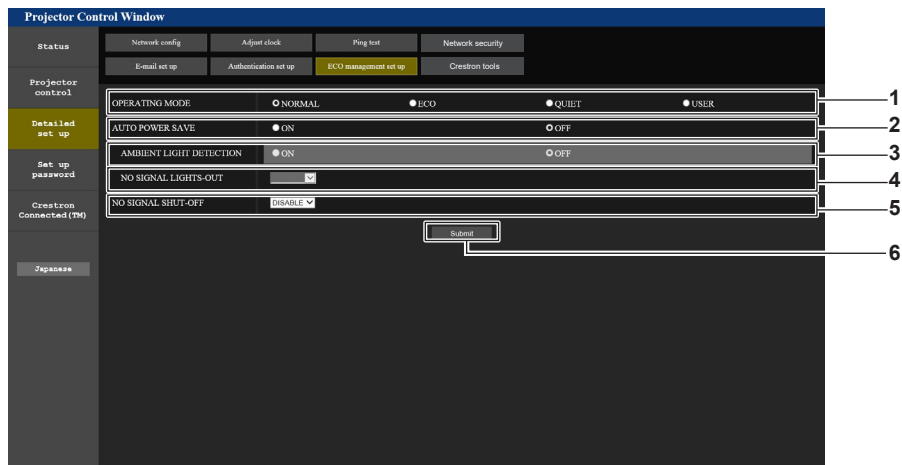 Projector Control Window
Status
Network config
Adjust clock
Ping test
Network security
E-mail set up
Authentication set up
ECO management set up
Crestron tools
Projector
control
Detailed
set up
Set up
password
Crestron
Connected(TM)
Japanese
OPERATING MODE NORMAL ECO QUIET USER 1
AUTO POWER SAVE ON OFF 2
AMBIENT LIGHT DETECTION ON OFF 3
NO SIGNAL LIGHTS-OUT 4
NO SIGNAL SHUT-OFF DISABLE 5
Submit 6